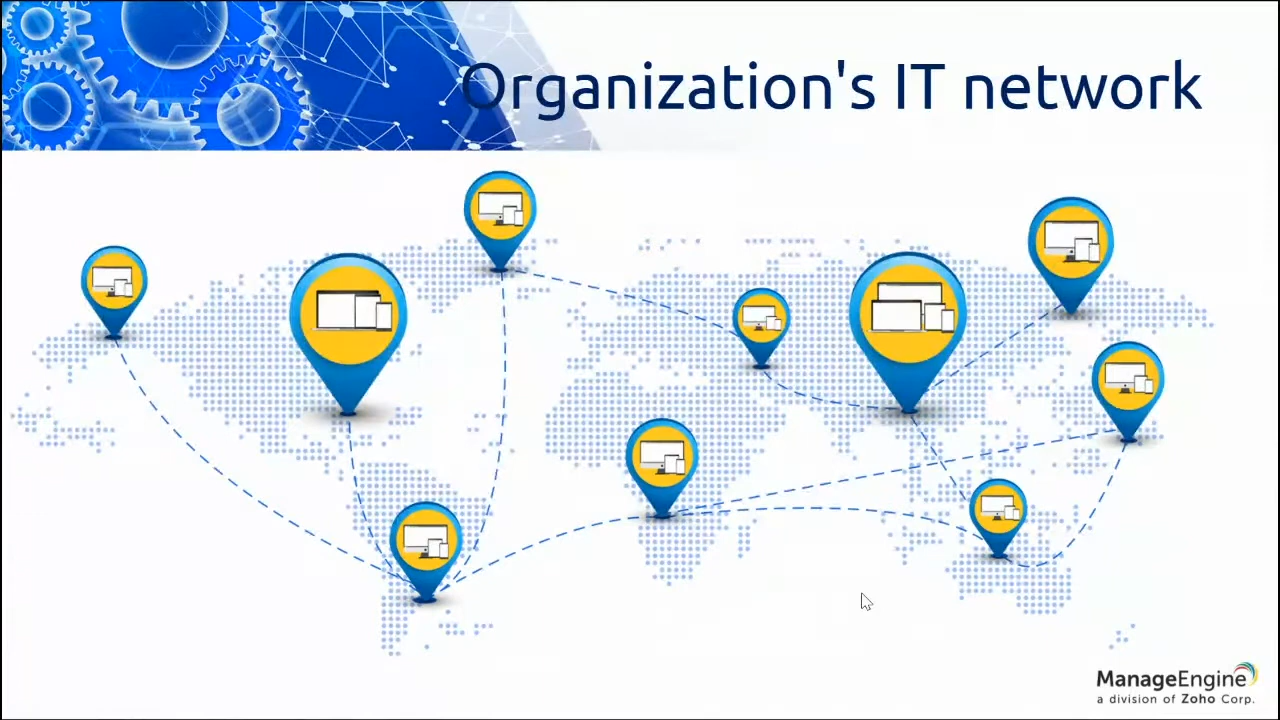 Organization's IT network
ManageEngine
a division of Zoho Corp.